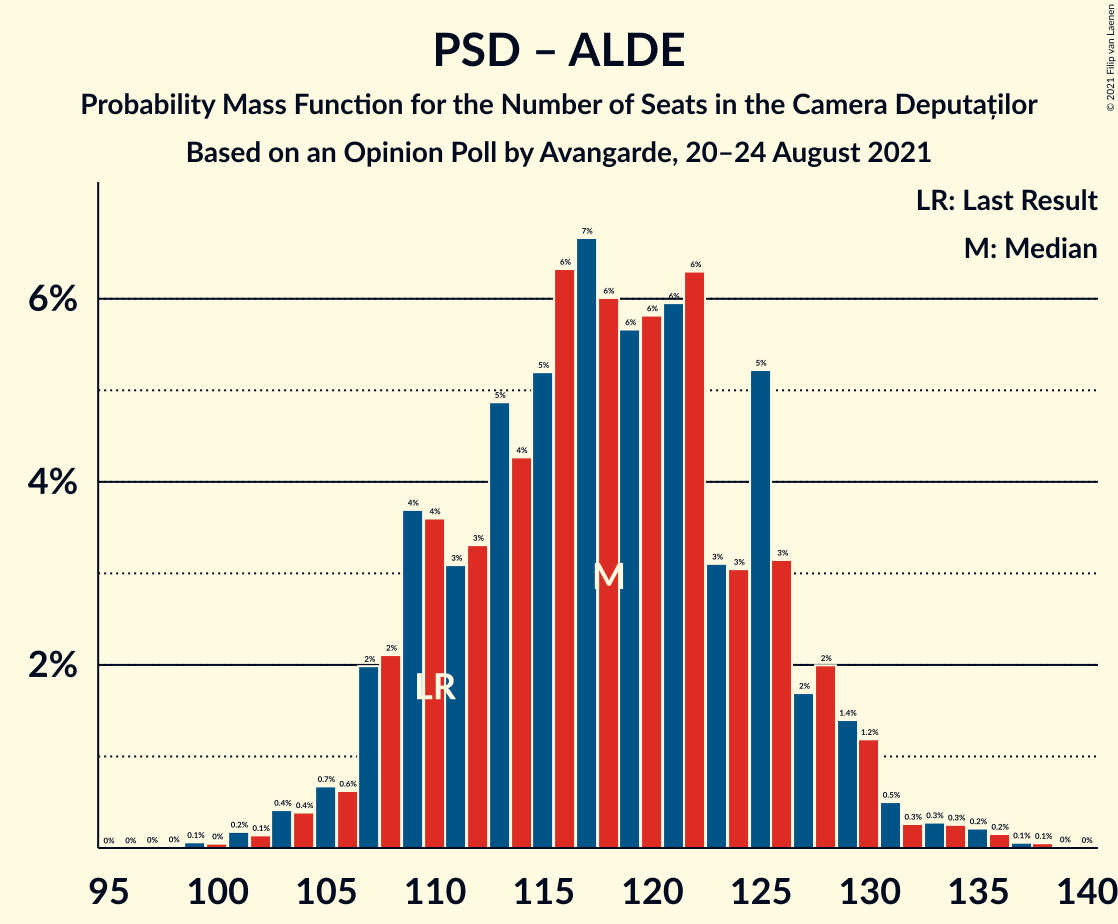 PSD – ALDE
Probability Mass Function for the Number of Seats in the Camera Deputaților
Based on an Opinion Poll by Avangarde, 20–24 August 2021
© 2021 Filip van Laenen
LR: Last Result
M: Median
6%
4%
2%
0% 0% 0% 0% 0.1% 0% 0.2% 0.1% 0.4% 0.4% 0.7% 0.6% 2% 2% 4% 4% 3% 3% 5% 4% 5% 6% 7% 6% 6% 6% 6% 6% 3% 3% 5% 3% 2% 2% 1.4% 1.2% 0.5% 0.3% 0.3% 0.3% 0.2% 0.2% 0.1% 0.1% 0% 0%
M
LR
95 100 105 110 115 120 125 130 135 140